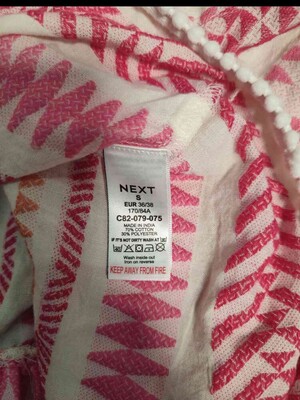 NEXT
S
EUR 36/38
170/84A
C82-079-075
MADE IN INDIA
70% COTTON
30% POLYESTER
IF IT'S NOT DIRTY WASH AT 30
Wash inside-out
Iron on reverse
KEEP AWAY FROM FIRE